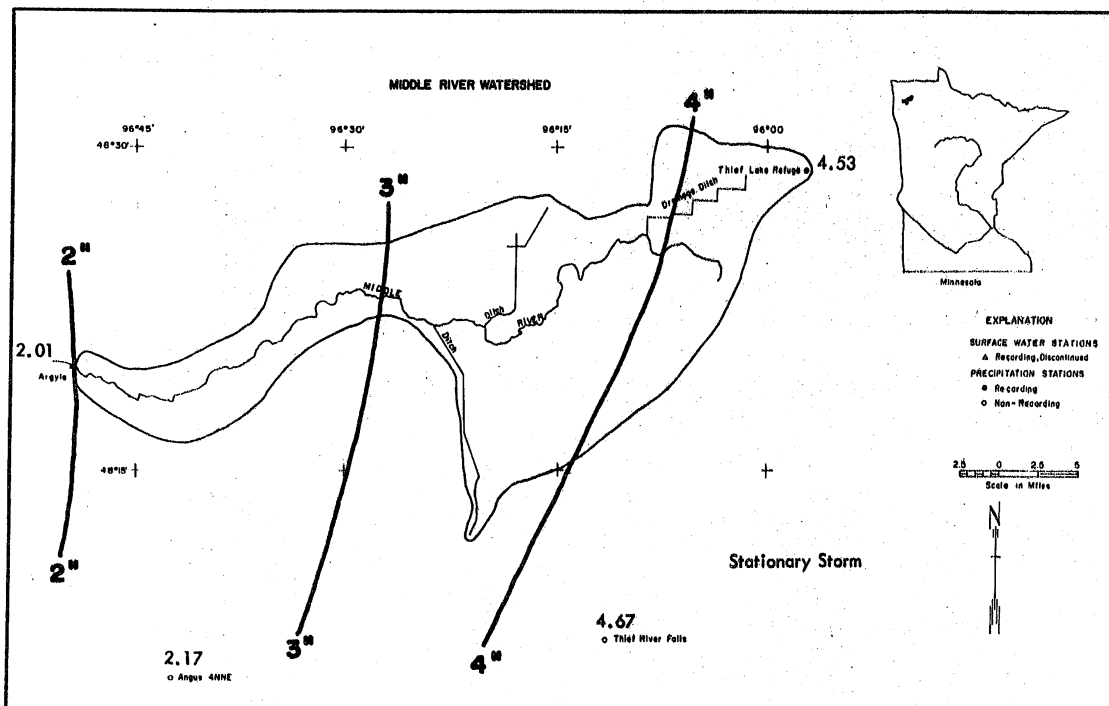 MIDDLE RIVER WATERSHED
96°45'
96°30'
96°15'
96°00
48°30'
4"
Thief Lake Refuge
4.53
Drainage Ditch
3"
2"
MIDDLE
RIVER
Ditch
Ditch
2.01
Argyle
48°15'
2"
3"
4"
Stationary Storm
4.67
Thief River Falls
2.17
Angus 4NNE
Minnesota
EXPLANATION
SURFACE WATER STATIONS
Recording, Discontinued
PRECIPITATION STATIONS
Recording
Non-Recording
2.5 0 2.5 5
Scale in Miles
N